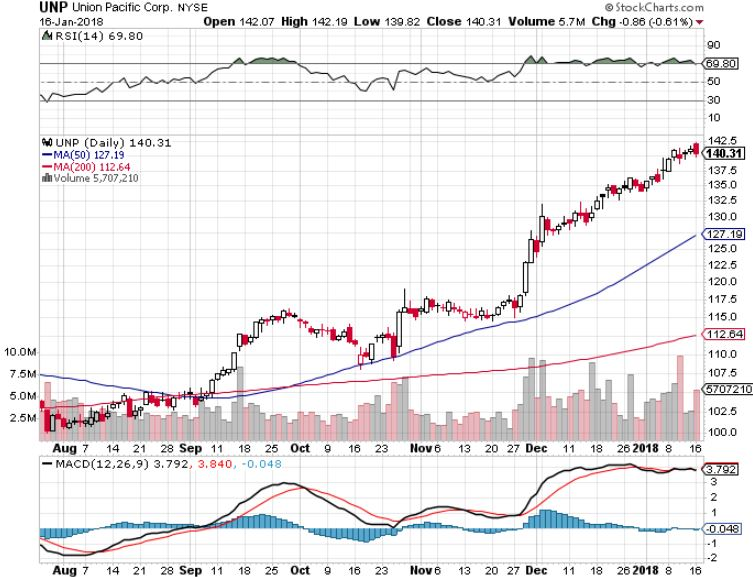 UNP Union Pacific Corp. NYSE © StockCharts.com
16-Jan-2018 Open 142.07 High 142.19 Low 139.82 Close 140.31 Volume 5.7M Chg -0.86 (-0.61%)
RSI(14) 69.80
90
69.80
50
30
10
UNP (Daily) 140.31
MA(50) 127.19
MA(200) 112.64
Volume 5,707,210
142.5
140.31
137.5
135.0
132.5
130.0
127.19
125.0
122.5
120.0
117.5
115.0
112.64
110.0
107.5
5707210
102.5
100.0
10.0M
7.5M
5.0M
2.5M
Aug 7 14 21 28 Sep 11 18 25 Oct 9 16 23 Nov 6 13 20 27 Dec 11 18 26 2018 8 16
MACD(12,26,9) 3.792, 3.840, -0.048
3.792
3
2
1
-0.048
-1
-2
Aug 7 14 21 28 Sep 11 18 25 Oct 9 16 23 Nov 6 13 20 27 Dec 11 18 26 2018 8 16